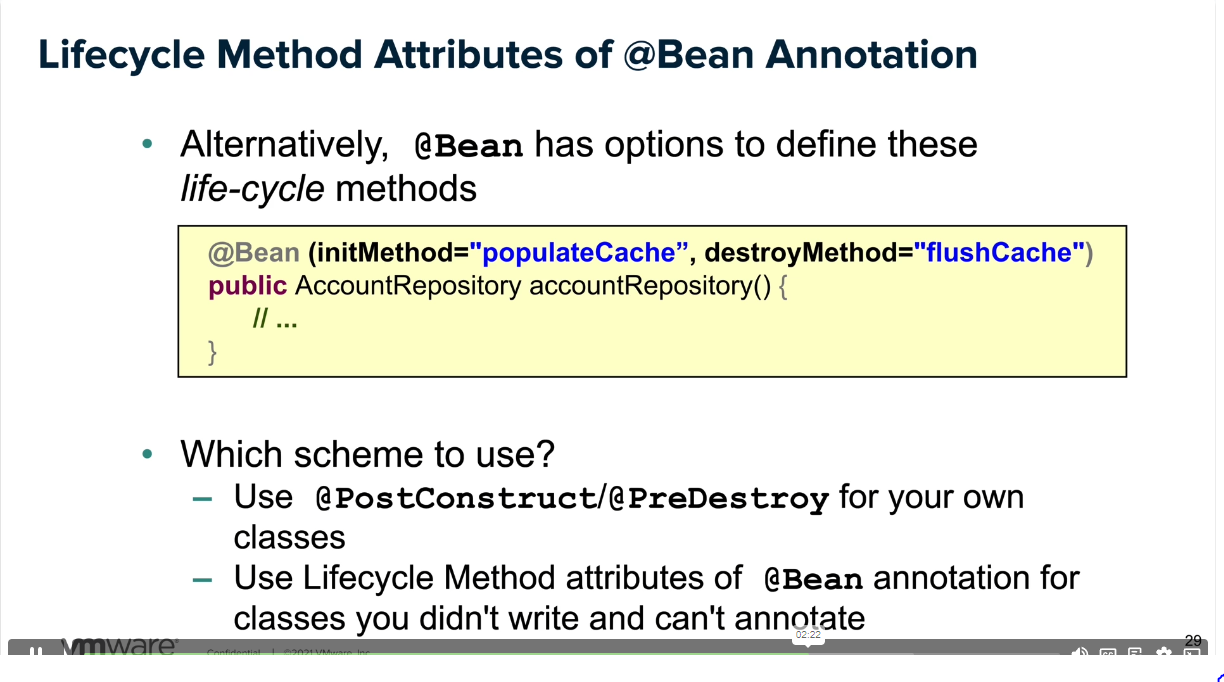 Lifecycle Method Attributes of @Bean Annotation
• Alternatively, @Bean has options to define these
life-cycle methods
@Bean (initMethod="populateCache”, destroyMethod="flushCache")
public AccountRepository accountRepository() {
// ...
}
• Which scheme to use?
– Use @PostConstruct/@PreDestroy for your own
classes
– Use Lifecycle Method attributes of @Bean annotation for
classes you didn't write and can't annotate
02:22
vmware®
Confidential | ©2021 VMware, Inc.
29
CC